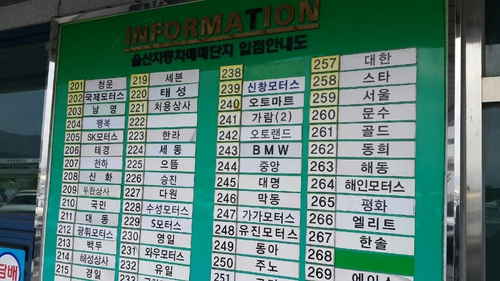 INFORMATION
울산자동차매매단지 입점안내도
201 청운
202 국제모터스
203 남영
204 행복
205 SK모터스
206 태경
207 천하
208 신화
209 두한상사
210 국민
211 대동
212 광휘모터스
213 백두
214 해성상사
215 경일
219 세븐
220 태성
221 처용상사
222
223 한라
224 세동
225 으뜸
226 승진
227 다원
228 수성모터스
229 S모터스
230 영일
231 와우모터스
232 유일
233
238
239 신창모터스
240 오토마트
241 가람(2)
242 오토랜드
243 BMW
244 중앙
245 대명
246 막동
247 가가모터스
248 유진모터스
249 동아
250 주노
251
257 대한
258 스타
259 서울
260 문수
261 골드
262 동희
263 해동
264 해인모터스
265 평화
266 엘리트
267 한솔
268
269 에이스
담배